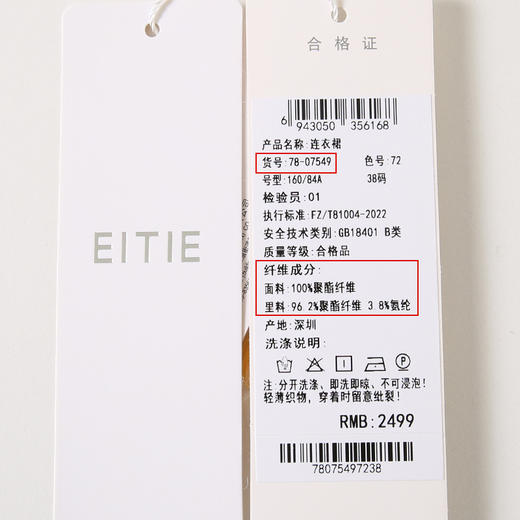 EITIE
合格证
6 943050 356168
产品名称:连衣裙
货号:78-07549 色号:72
号型:160/84A 38码
检验员:01
执行标准:FZ/T81004-2022
安全技术类别:GB18401 B类
质量等级:合格品
纤维成分:
面料:100%聚酯纤维
里料:96 2%聚酯纤维 3 8%氨纶
产地:深圳
洗涤说明:
注:分开洗涤、即洗即晾、不可浸泡!
轻薄织物,穿着时留意纰裂!
RMB:2499
78075497238